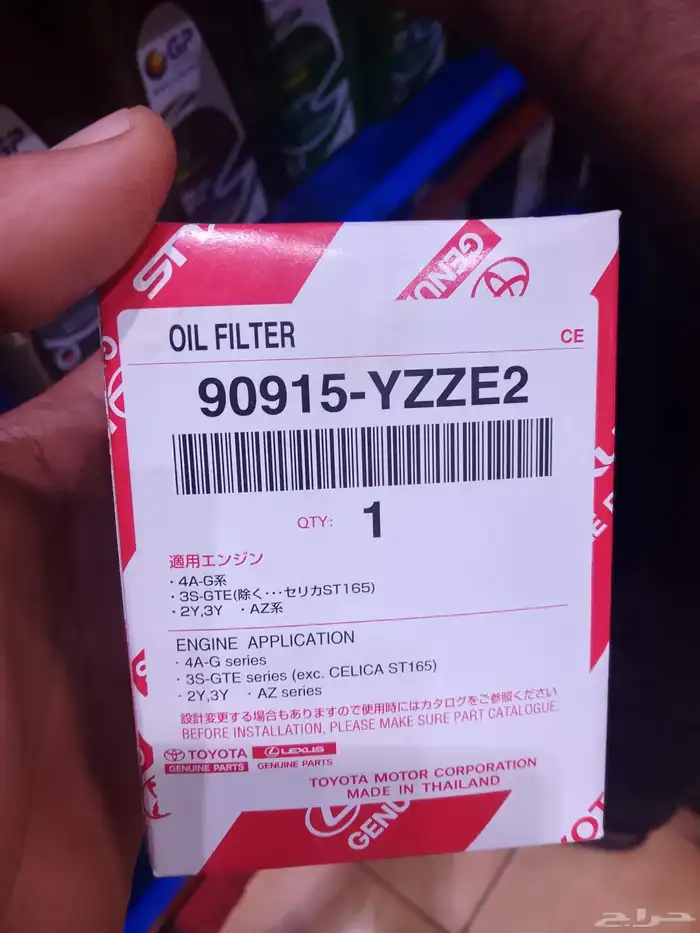 GP
GP
GENU
OIL FILTER
CE
90915-YZZE2
QTY: 1
適用エンジン
・4A-G系
・3S-GTE(除く・・・セリカST165)
・2Y,3Y ・AZ系
ENGINE APPLICATION
・4A-G series
・3S-GTE series (exc. CELICA ST165)
・2Y,3Y ・AZ series
設計変更する場合もありますので使用時にはカタログをご参照ください
BEFORE INSTALLATION, PLEASE MAKE SURE PART CATALOGUE.
TOYOTA LEXUS
GENUINE PARTS GENUINE PARTS
TOYOTA MOTOR CORPORATION
MADE IN THAILAND
GENU
OT
حراج